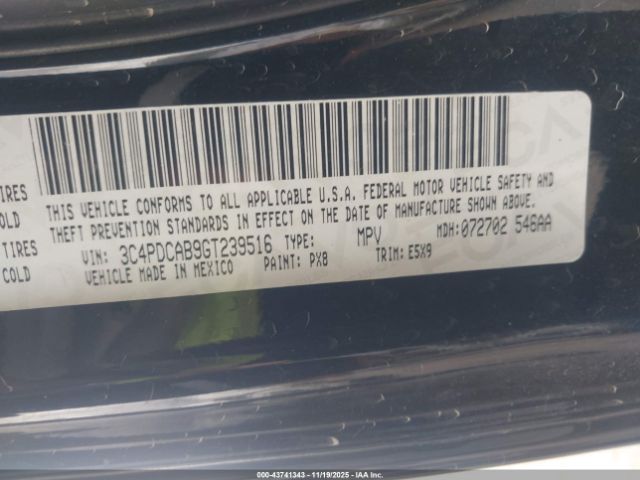 IRES
COLD
TIRES
COLD
THIS VEHICLE CONFORMS TO ALL APPLICABLE U.S.A. FEDERAL MOTOR VEHICLE SAFETY AND
THEFT PREVENTION STANDARDS IN EFFECT ON THE DATE OF MANUFACTURE SHOWN ABOVE.
VIN: 3C4PDCAB9GT239516 TYPE: MPV MDH: 072702 546AA
VEHICLE MADE IN MEXICO PAINT: PX8 TRIM: E5X9
000-43741343 - 11/19/2025 - IAA Inc.